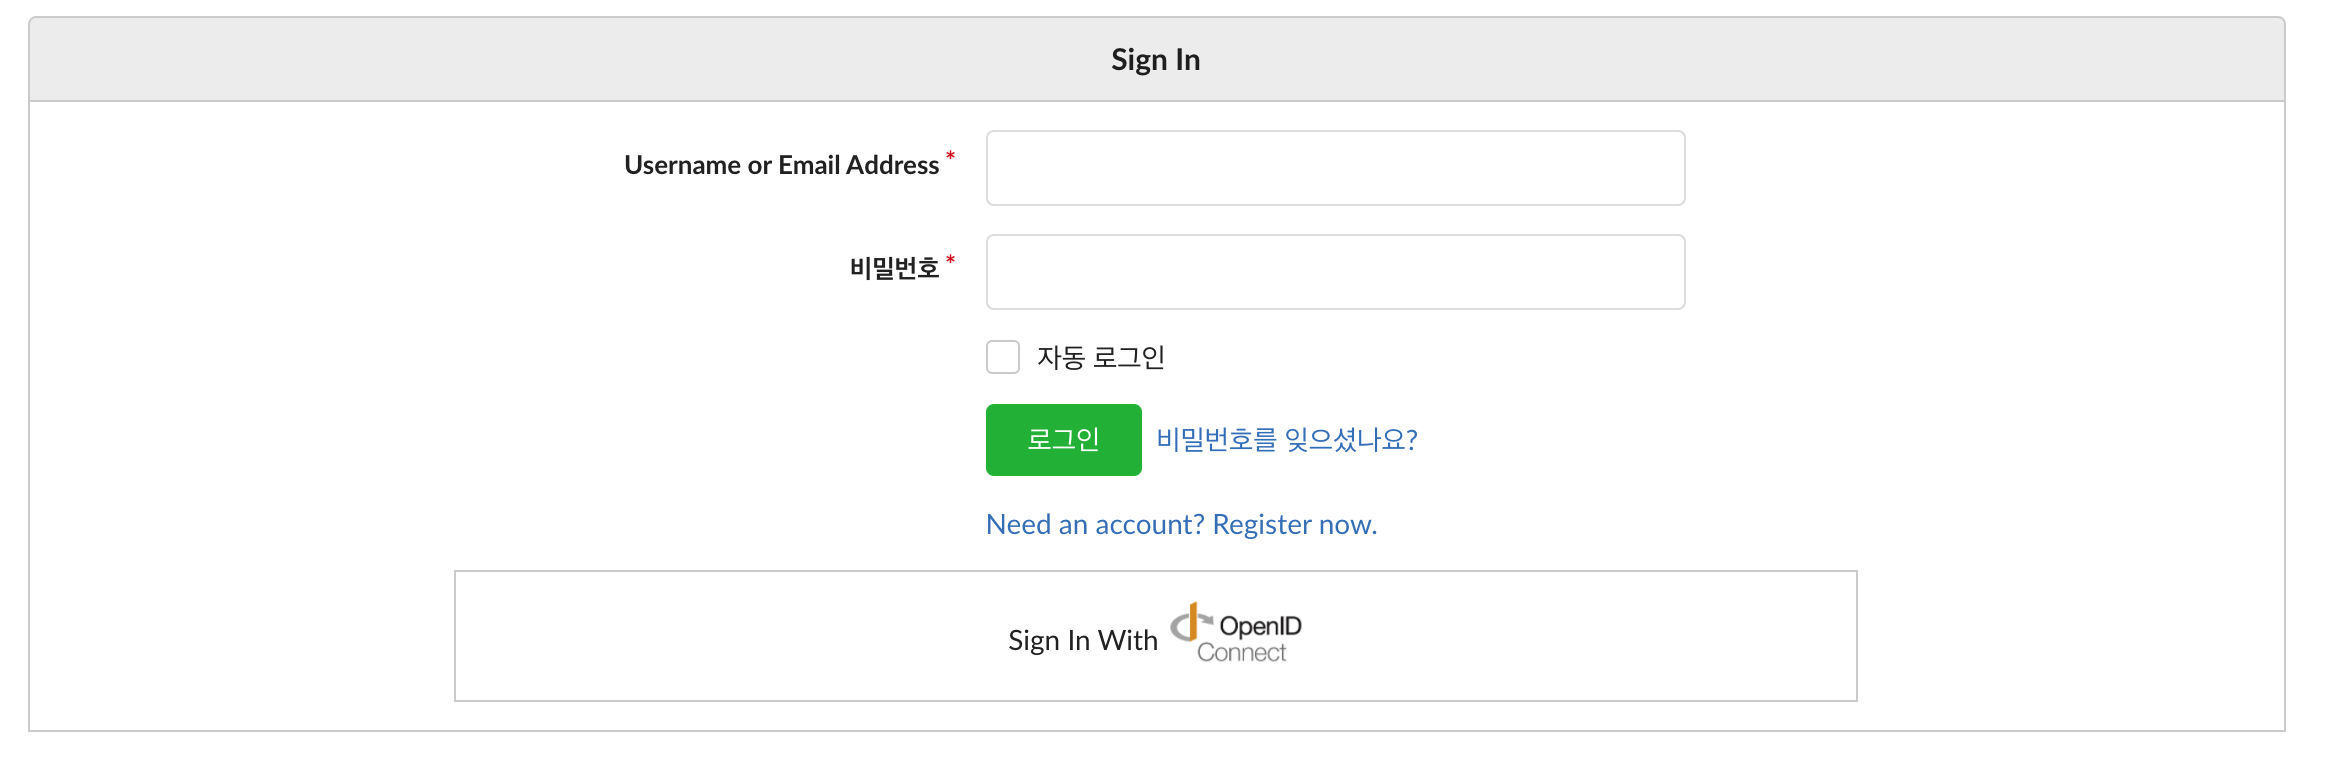 Sign In
Username or Email Address *
비밀번호 *
자동 로그인
로그인 비밀번호를 잊으셨나요?
Need an account? Register now.
Sign In With OpenID
Connect